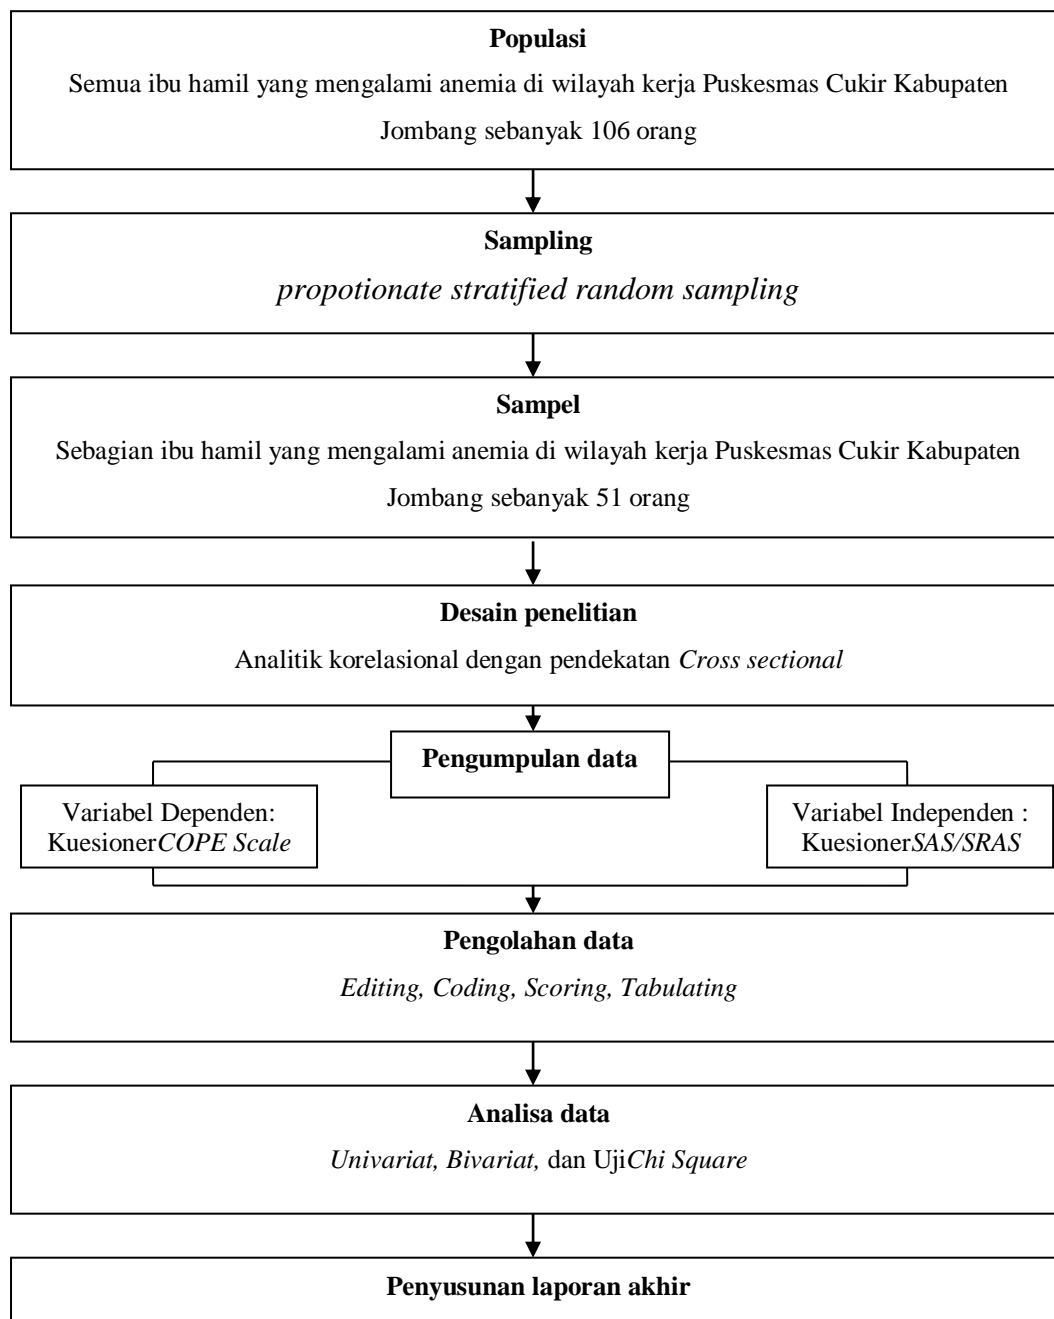 Populasi
Semua ibu hamil yang mengalami anemia di wilayah kerja Puskesmas Cukir Kabupaten
Jombang sebanyak 106 orang
Sampling
propotionate stratified random sampling
Sampel
Sebagian ibu hamil yang mengalami anemia di wilayah kerja Puskesmas Cukir Kabupaten
Jombang sebanyak 51 orang
Desain penelitian
Analitik korelasional dengan pendekatan Cross sectional
Pengumpulan data
Variabel Dependen:
KuesionerCOPE Scale
Variabel Independen :
KuesionerSAS/SRAS
Pengolahan data
Editing, Coding, Scoring, Tabulating
Analisa data
Univariat, Bivariat, dan UjiChi Square
Penyusunan laporan akhir